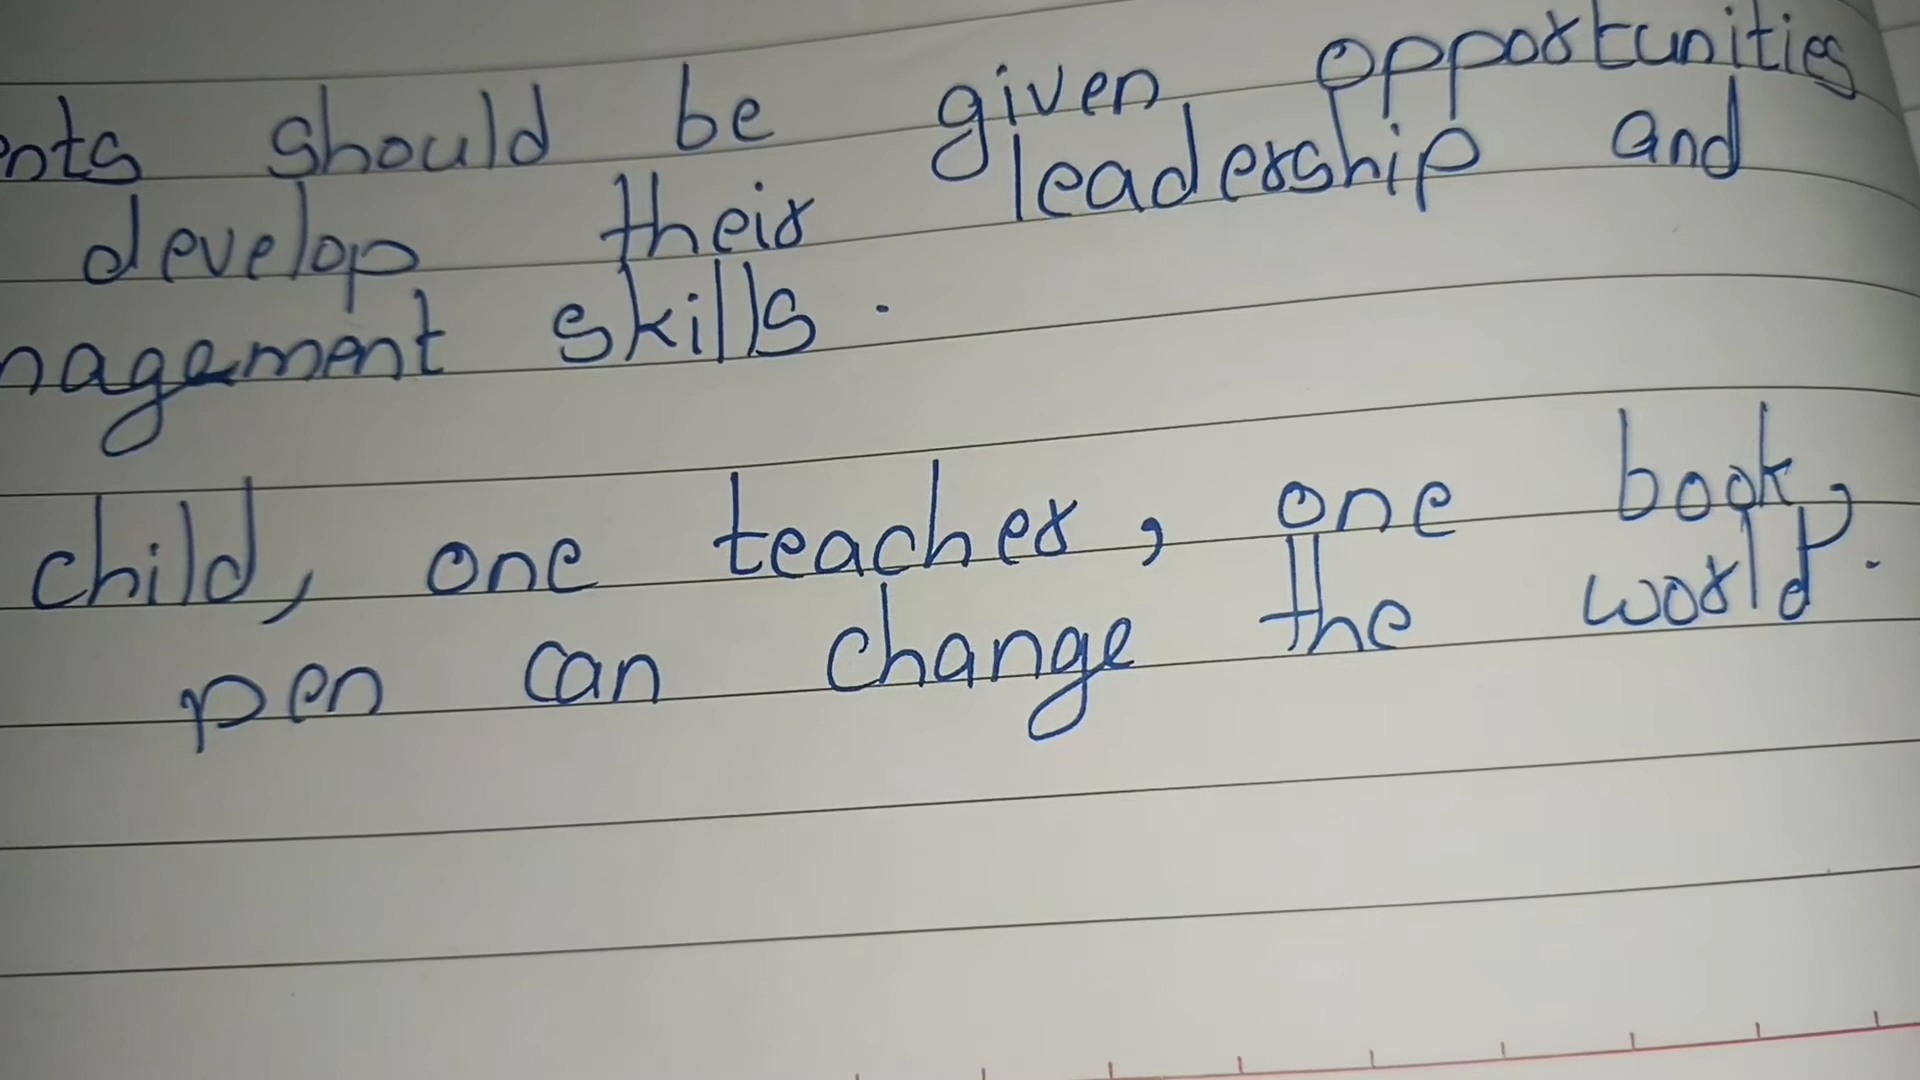 nts should be given opportunities
develop their leadership and
nagement skills.
child, one teacher, one book,
pen can change the world.